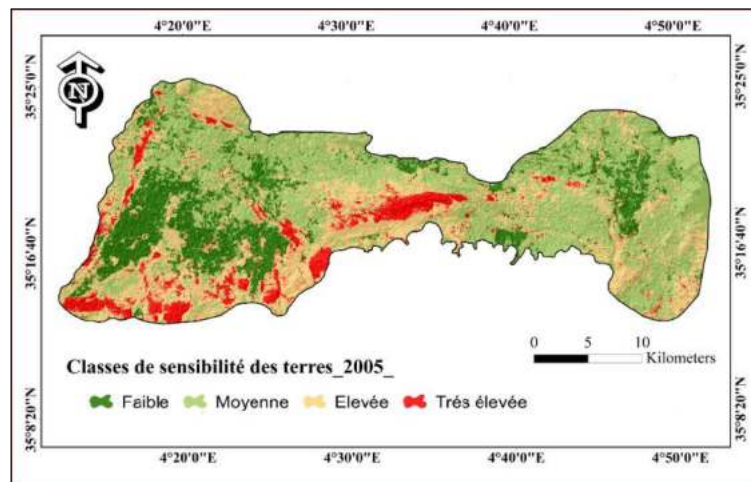 4°20'0"E 4°30'0"E 4°40'0"E 4°50'0"E
35°25'0"N 35°25'0"N
N
35°16'40"N 35°16'40"N
0 5 10
Kilometers
Classes de sensibilité des terres_2005_
Faible Moyenne Elevée Trés élevée
35°8'20"N 35°8'20"N
4°20'0"E 4°30'0"E 4°40'0"E 4°50'0"E